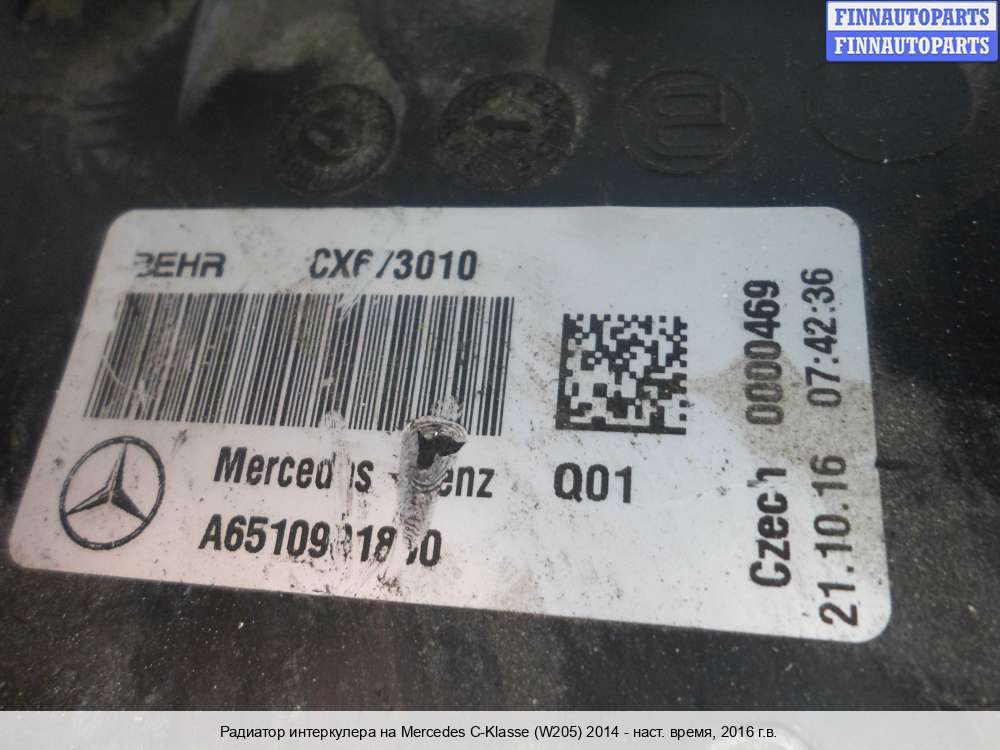 FINNAUTOPARTS
FINNAUTOPARTS
BEHR
Mercedes
Q01
Czech 0000469
21.10.16 07:42:36
Радиатор интеркулера на Mercedes C-Klasse (W205) 2014 - наст. время, 2016 г.в.